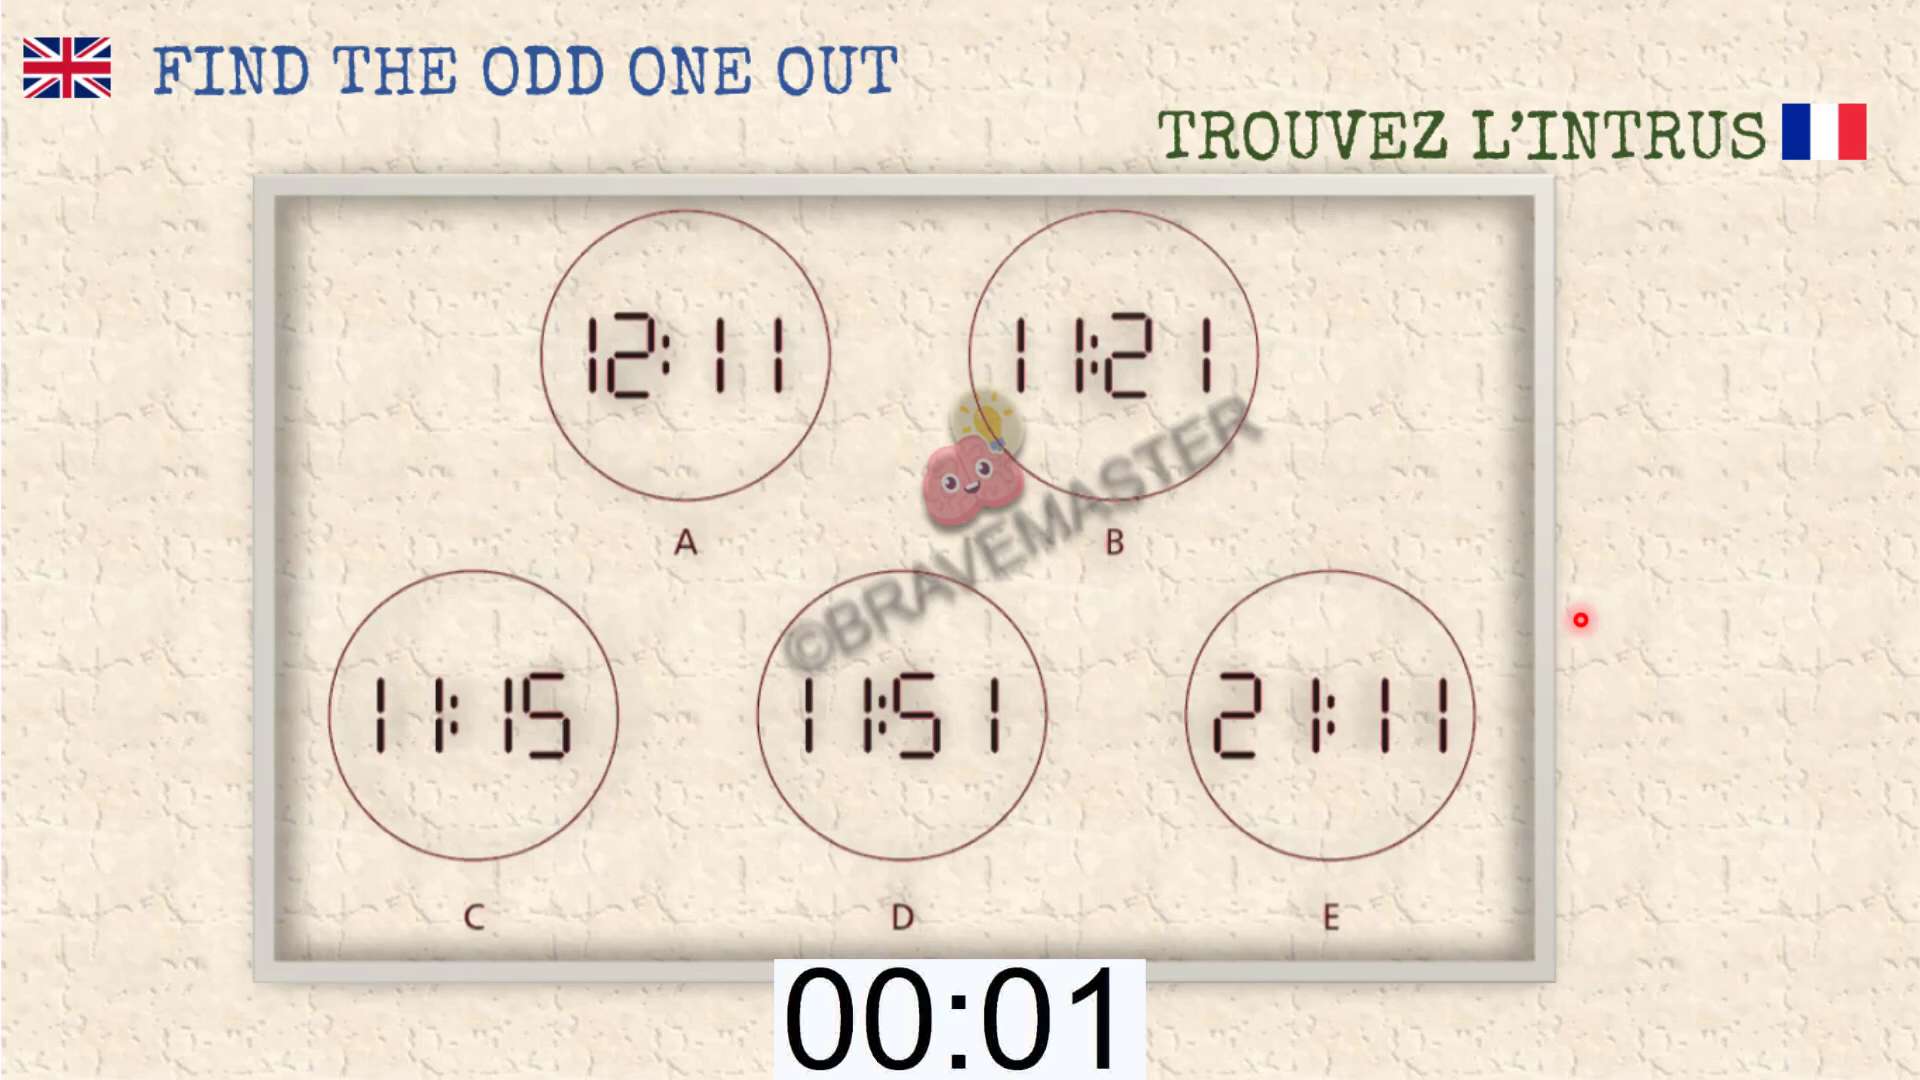 FIND THE ODD ONE OUT
TROUVEZ L'INTRUS
12:11
11:21
A
B
©BRAVEMASTER
11:15
11:51
21:11
C
D
E
00:01